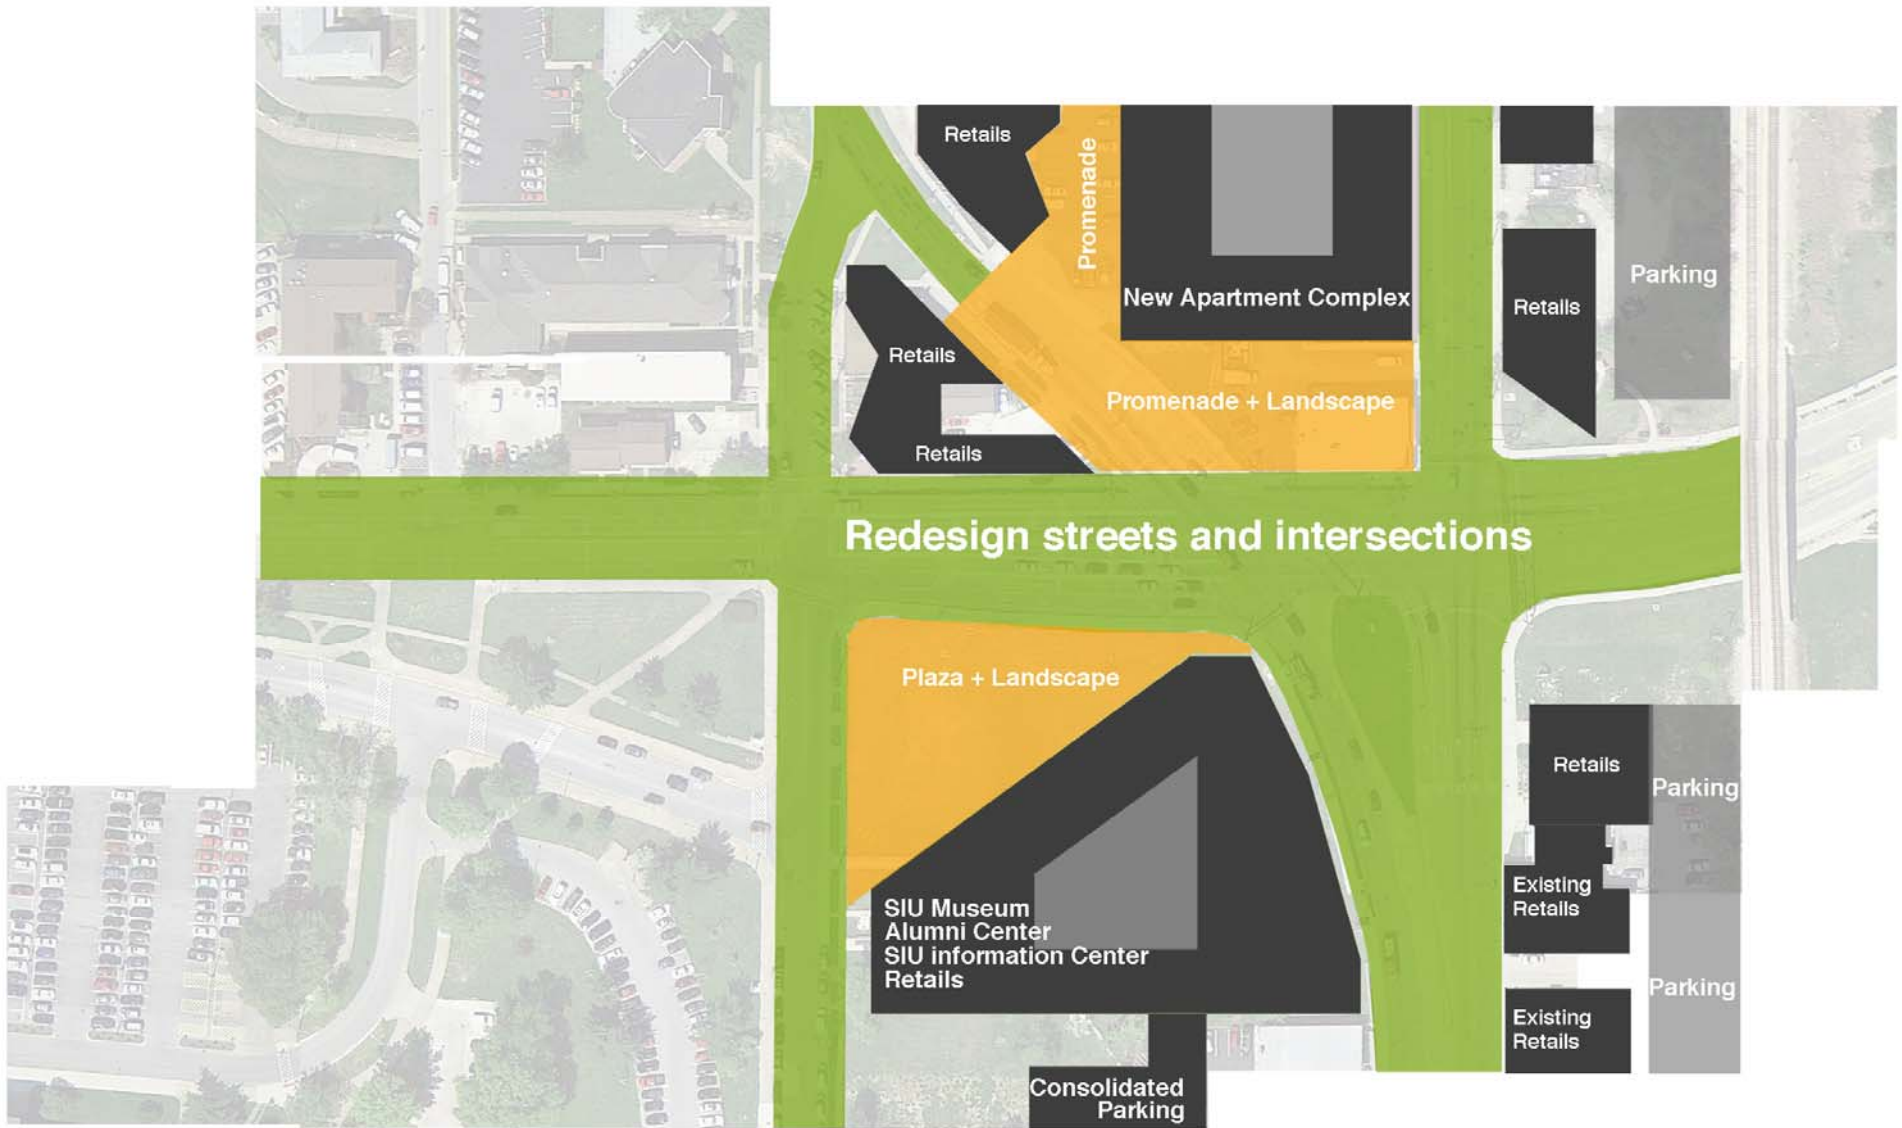 Retails
Promenade
New Apartment Complex
Retails
Parking
Retails
Promenade + Landscape
Retails
Redesign streets and intersections
Plaza + Landscape
Retails
Parking
SIU Museum
Alumni Center
SIU information Center
Retails
Existing
Retails
Parking
Existing
Retails
Consolidated
Parking